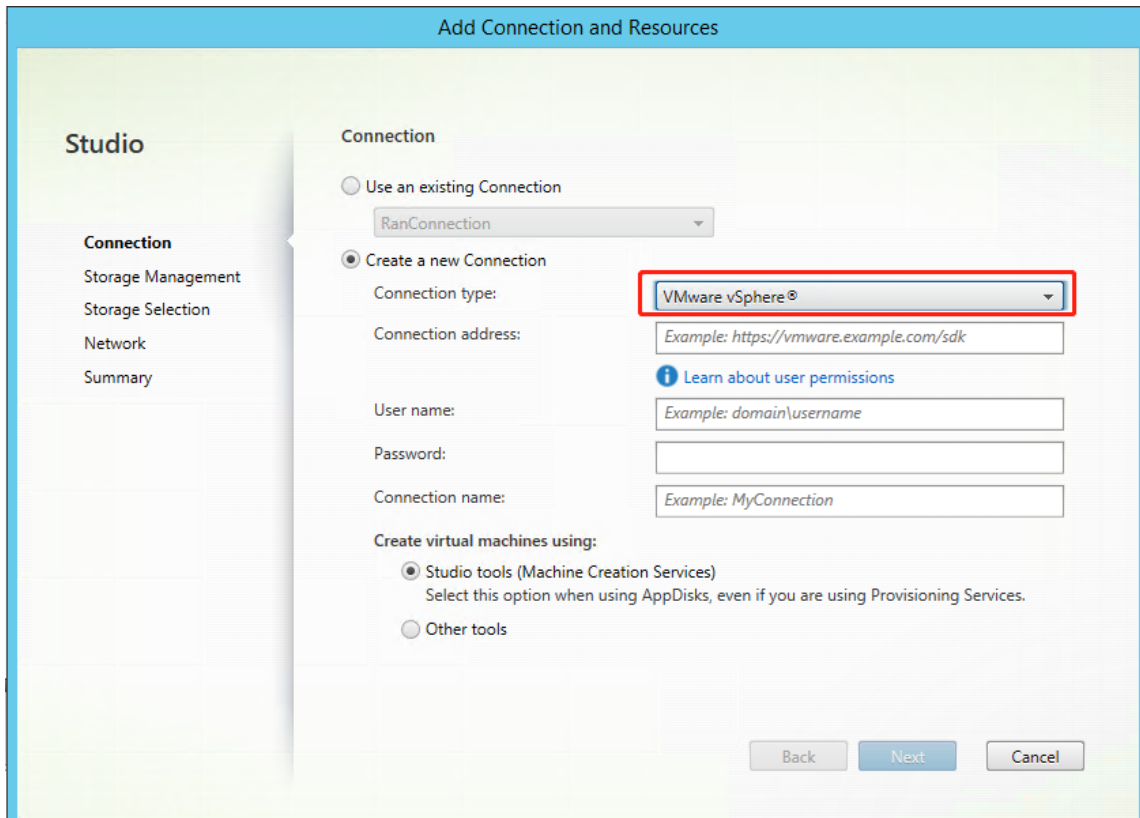 Add Connection and Resources
Studio
Connection
Storage Management
Storage Selection
Network
Summary
Connection
Use an existing Connection
RanConnection
Create a new Connection
Connection type:
VMware vSphere®
Connection address:
Example: https://vmware.example.com/sdk
Learn about user permissions
User name:
Example: domain\username
Password:
Connection name:
Example: MyConnection
Create virtual machines using:
Studio tools (Machine Creation Services)
Select this option when using AppDisks, even if you are using Provisioning Services.
Other tools
Back
Next
Cancel